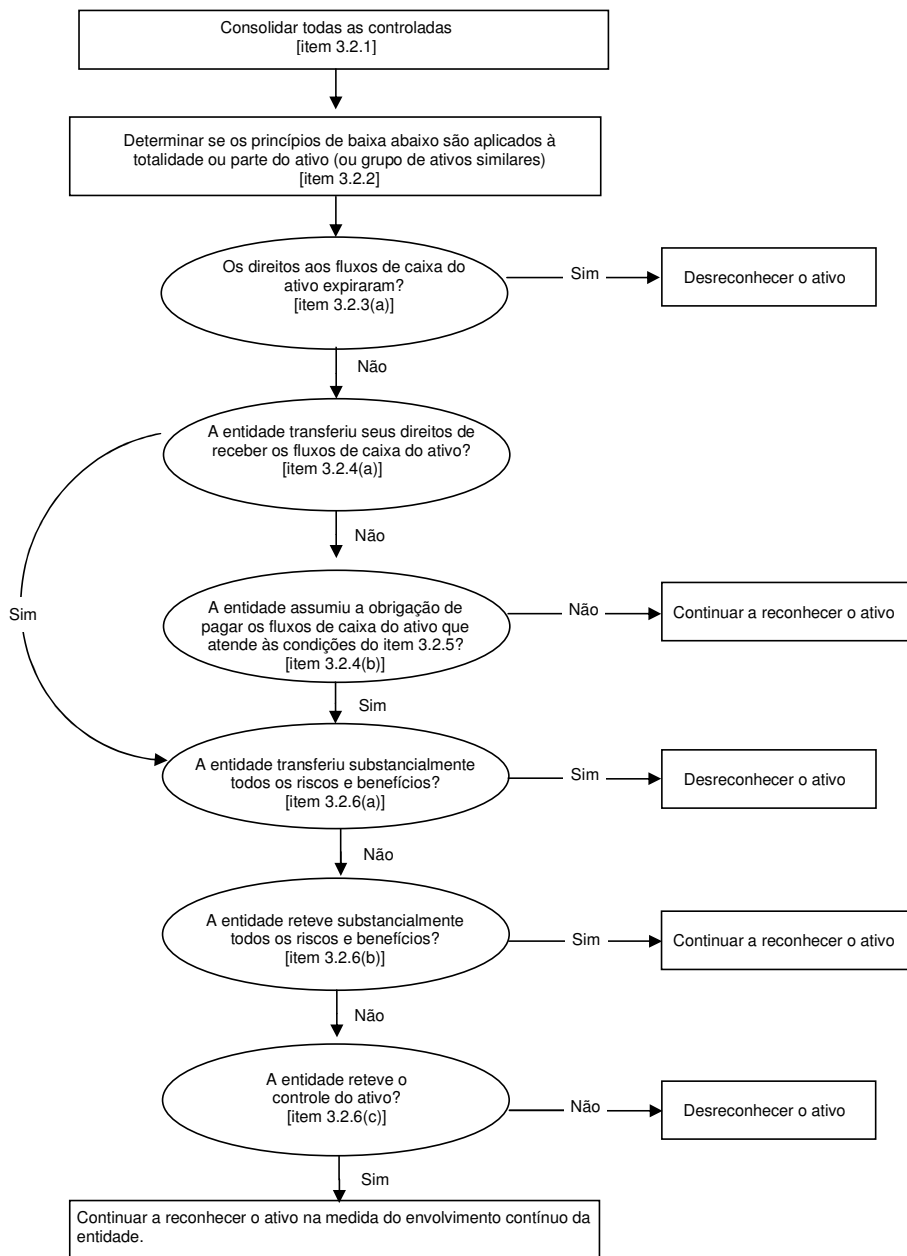 Consolidar todas as controladas
[item 3.2.1]
Determinar se os princípios de baixa abaixo são aplicados à
totalidade ou parte do ativo (ou grupo de ativos similares)
[item 3.2.2]
Os direitos aos fluxos de caixa do
ativo expiraram?
[item 3.2.3(a)]
Sim
Desreconhecer o ativo
Não
A entidade transferiu seus direitos de
receber os fluxos de caixa do ativo?
[item 3.2.4(a)]
Não
Sim
A entidade assumiu a obrigação de
pagar os fluxos de caixa do ativo que
atende às condições do item 3.2.5?
[item 3.2.4(b)]
Não
Continuar a reconhecer o ativo
Sim
A entidade transferiu substancialmente
todos os riscos e benefícios?
[item 3.2.6(a)]
Sim
Desreconhecer o ativo
Não
A entidade reteve substancialmente
todos os riscos e benefícios?
[item 3.2.6(b)]
Sim
Continuar a reconhecer o ativo
Não
A entidade reteve o
controle do ativo?
[item 3.2.6(c)]
Não
Desreconhecer o ativo
Sim
Continuar a reconhecer o ativo na medida do envolvimento contínuo da
entidade.